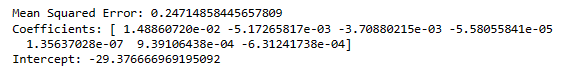 Mean Squared Error: 0.24714858445657809
Coefficients: [ 1.48860720e-02 -5.17265817e-03 -3.70880215e-03 -5.58055841e-05
1.35637028e-07 9.39106438e-04 -6.31241738e-04]
Intercept: -29.376666969195092